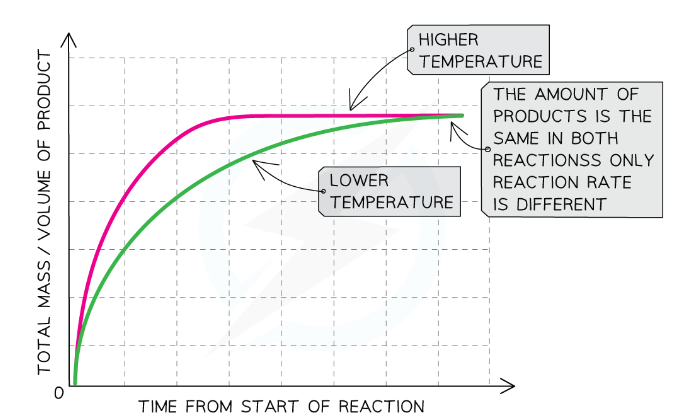 HIGHER
TEMPERATURE
THE AMOUNT OF
PRODUCTS IS THE
SAME IN BOTH
REACTIONSS ONLY
REACTION RATE
IS DIFFERENT
LOWER
TEMPERATURE
TOTAL MASS / VOLUME OF PRODUCT
0
TIME FROM START OF REACTION